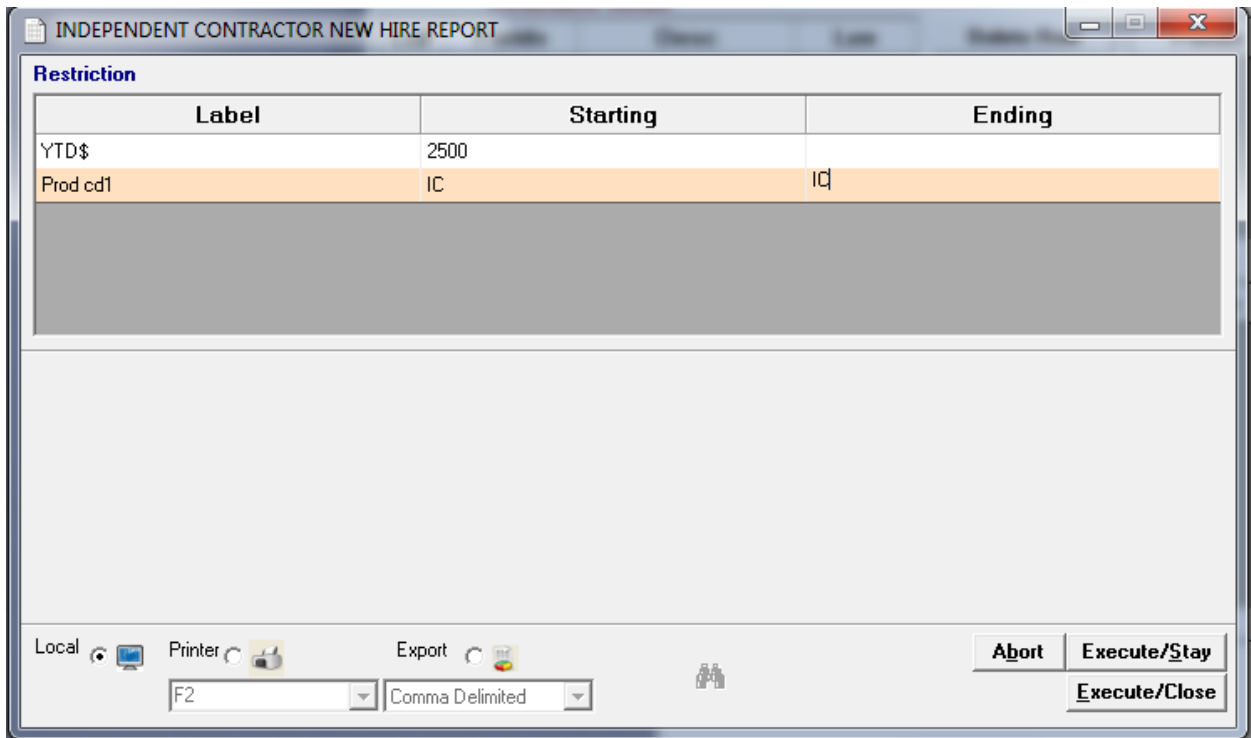 INDEPENDENT CONTRACTOR NEW HIRE REPORT
Restriction
Label Starting Ending
YTD$ 2500
Prod cd1 IC IC
Local Printer Export Abort Execute/Stay
F2 Comma Delimited Execute/Close